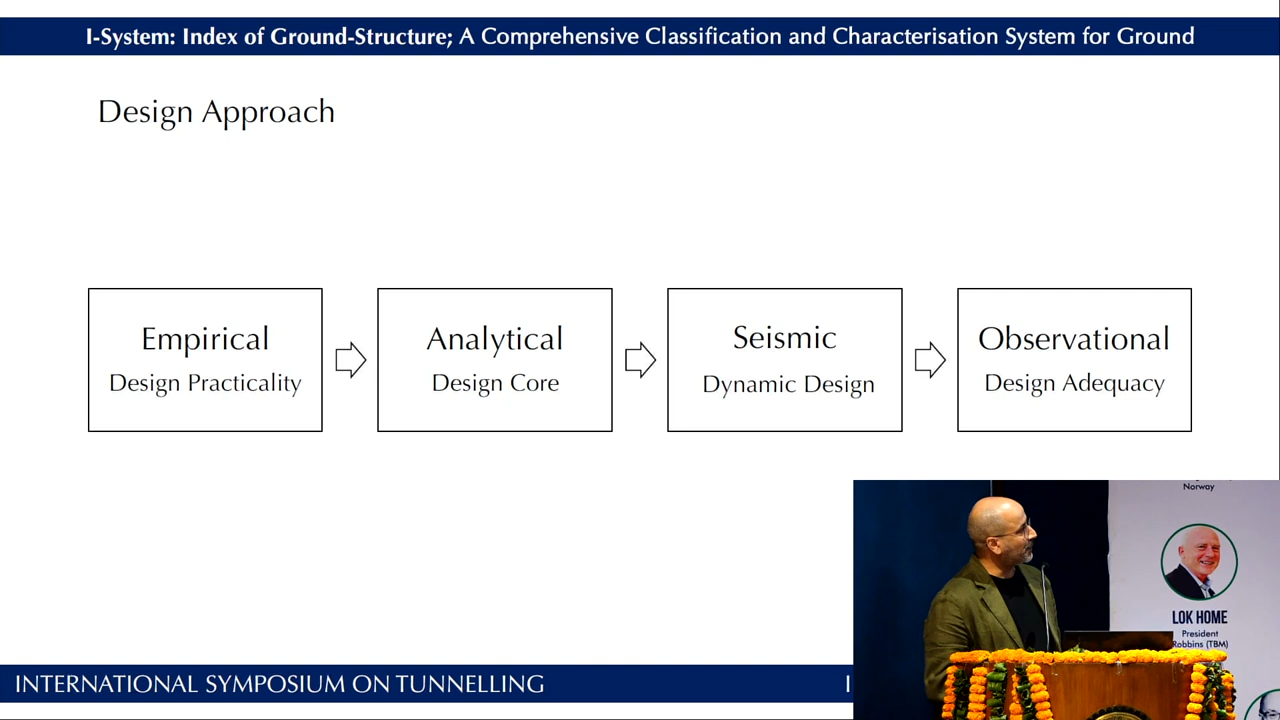 I-System: Index of Ground-Structure; A Comprehensive Classification and Characterisation System for Ground
Design Approach
Empirical
Design Practicality
Analytical
Design Core
Seismic
Dynamic Design
Observational
Design Adequacy
Norway
LOK HOME
President
Robbins (TBM)
INTERNATIONAL SYMPOSIUM ON TUNNELLING
I